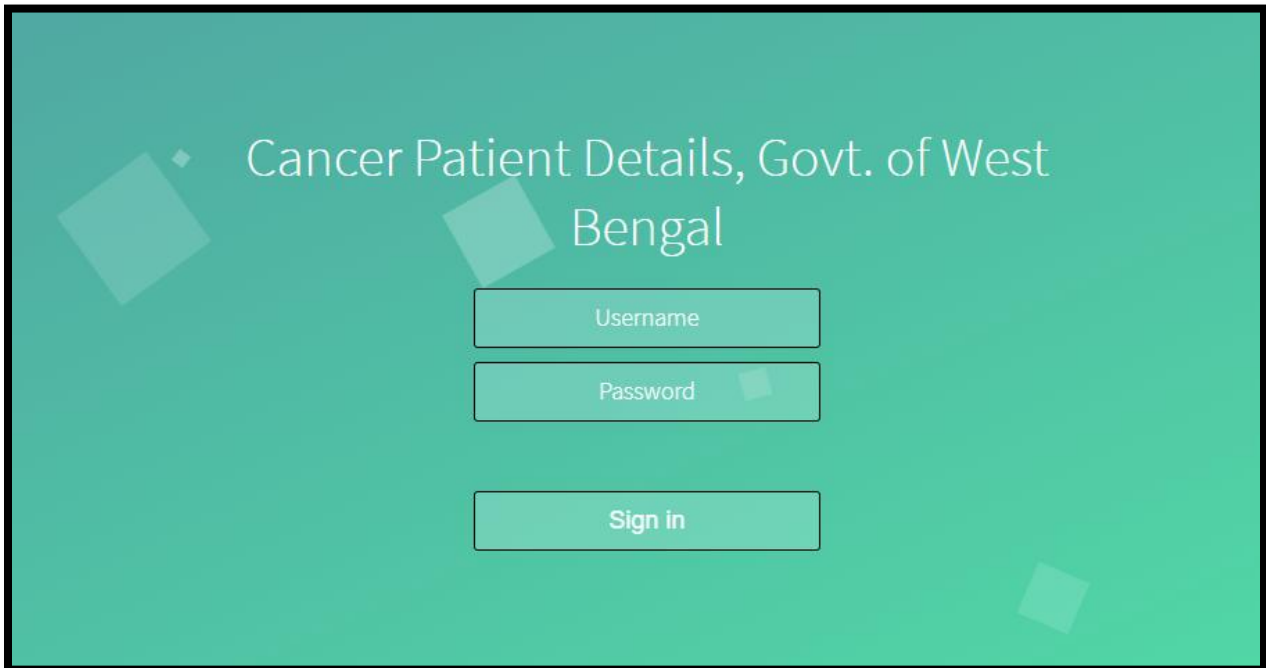 Cancer Patient Details, Govt. of West
Bengal
Username
Password
Sign in